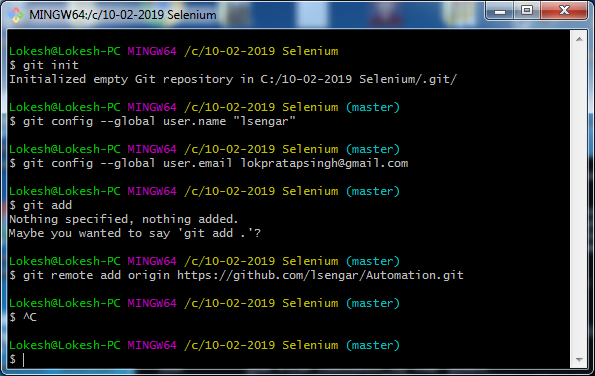 MINGW64:/c/10-02-2019 Selenium
Lokesh@Lokesh-PC MINGW64 /c/10-02-2019 Selenium
$ git init
Initialized empty Git repository in C:/10-02-2019 Selenium/.git/
Lokesh@Lokesh-PC MINGW64 /c/10-02-2019 Selenium (master)
$ git config --global user.name "lsengar"
Lokesh@Lokesh-PC MINGW64 /c/10-02-2019 Selenium (master)
$ git config --global user.email lokpratapsingh@gmail.com
Lokesh@Lokesh-PC MINGW64 /c/10-02-2019 Selenium (master)
$ git add
Nothing specified, nothing added.
Maybe you wanted to say 'git add .'?
Lokesh@Lokesh-PC MINGW64 /c/10-02-2019 Selenium (master)
$ git remote add origin https://github.com/lsengar/Automation.git
Lokesh@Lokesh-PC MINGW64 /c/10-02-2019 Selenium (master)
$ ^C
Lokesh@Lokesh-PC MINGW64 /c/10-02-2019 Selenium (master)
$